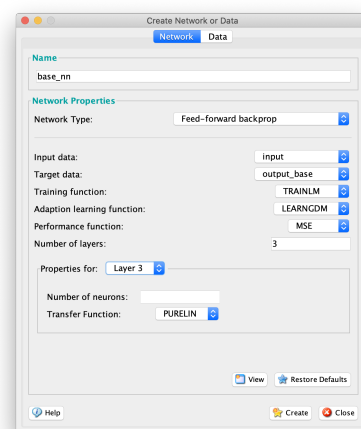 Create Network or Data
Network Data
Name
base_nn
Network Properties
Network Type: Feed-forward backprop
Input data: input
Target data: output_base
Training function: TRAINLM
Adaption learning function: LEARNGDM
Performance function: MSE
Number of layers: 3
Properties for: Layer 3
Number of neurons:
Transfer Function: PURELIN
View Restore Defaults
Help Create Close